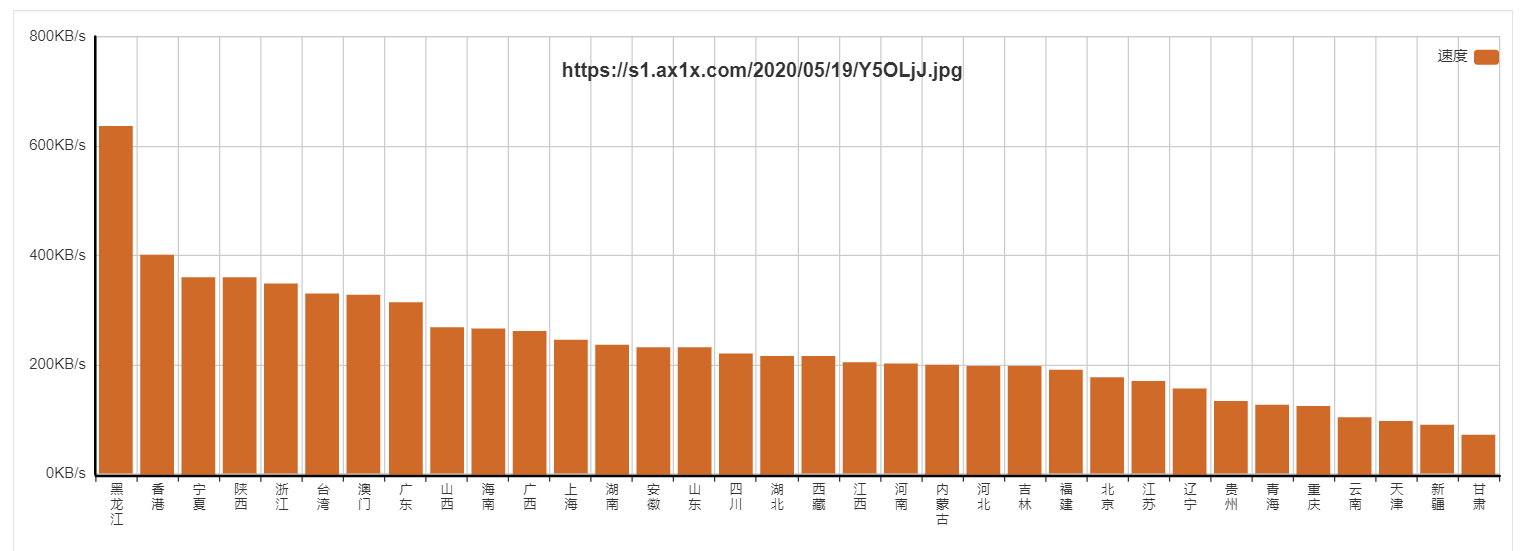 https://s1.ax1x.com/2020/05/19/Y5OLjJ.jpg
速度
800KB/s
600KB/s
400KB/s
200KB/s
0KB/s
黑龙江
香港
宁夏
陕西
浙江
台湾
澳门
广东
山西
海南
广西
上海
湖南
安徽
山东
四川
湖北
西藏
江西
河南
内蒙古
河北
吉林
福建
北京
江苏
辽宁
贵州
青海
重庆
云南
天津
新疆
甘肃